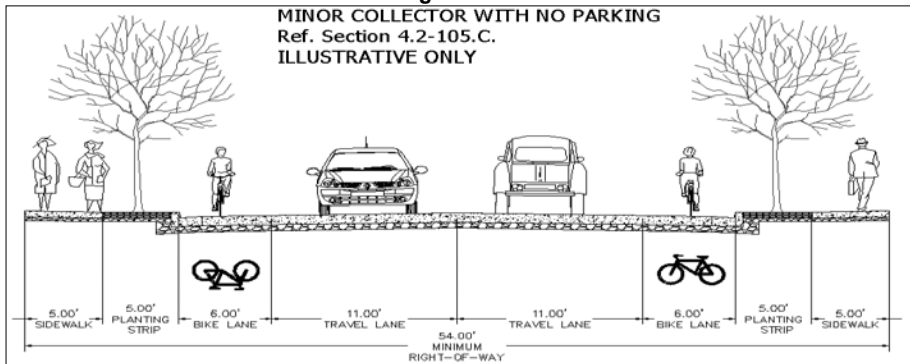 MINOR COLLECTOR WITH NO PARKING
Ref. Section 4.2-105.C.
ILLUSTRATIVE ONLY
5.00'
SIDEWALK
5.00'
PLANTING
STRIP
6.00'
BIKE LANE
11.00'
TRAVEL LANE
11.00'
TRAVEL LANE
6.00'
BIKE LANE
5.00'
PLANTING
STRIP
5.00'
SIDEWALK
54.00'
MINIMUM
RIGHT-OF-WAY